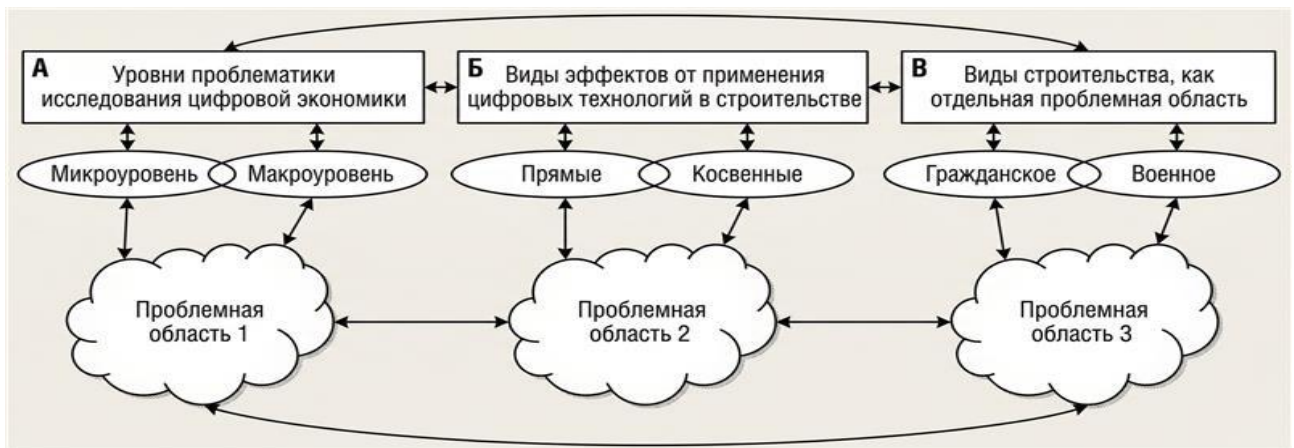 А
Уровни проблематики
исследования цифровой экономики
Б
Виды эффектов от применения
цифровых технологий в строительстве
В
Виды строительства, как
отдельная проблемная область
Микроуровень
Макроуровень
Прямые
Косвенные
Гражданское
Военное
Проблемная
область 1
Проблемная
область 2
Проблемная
область 3